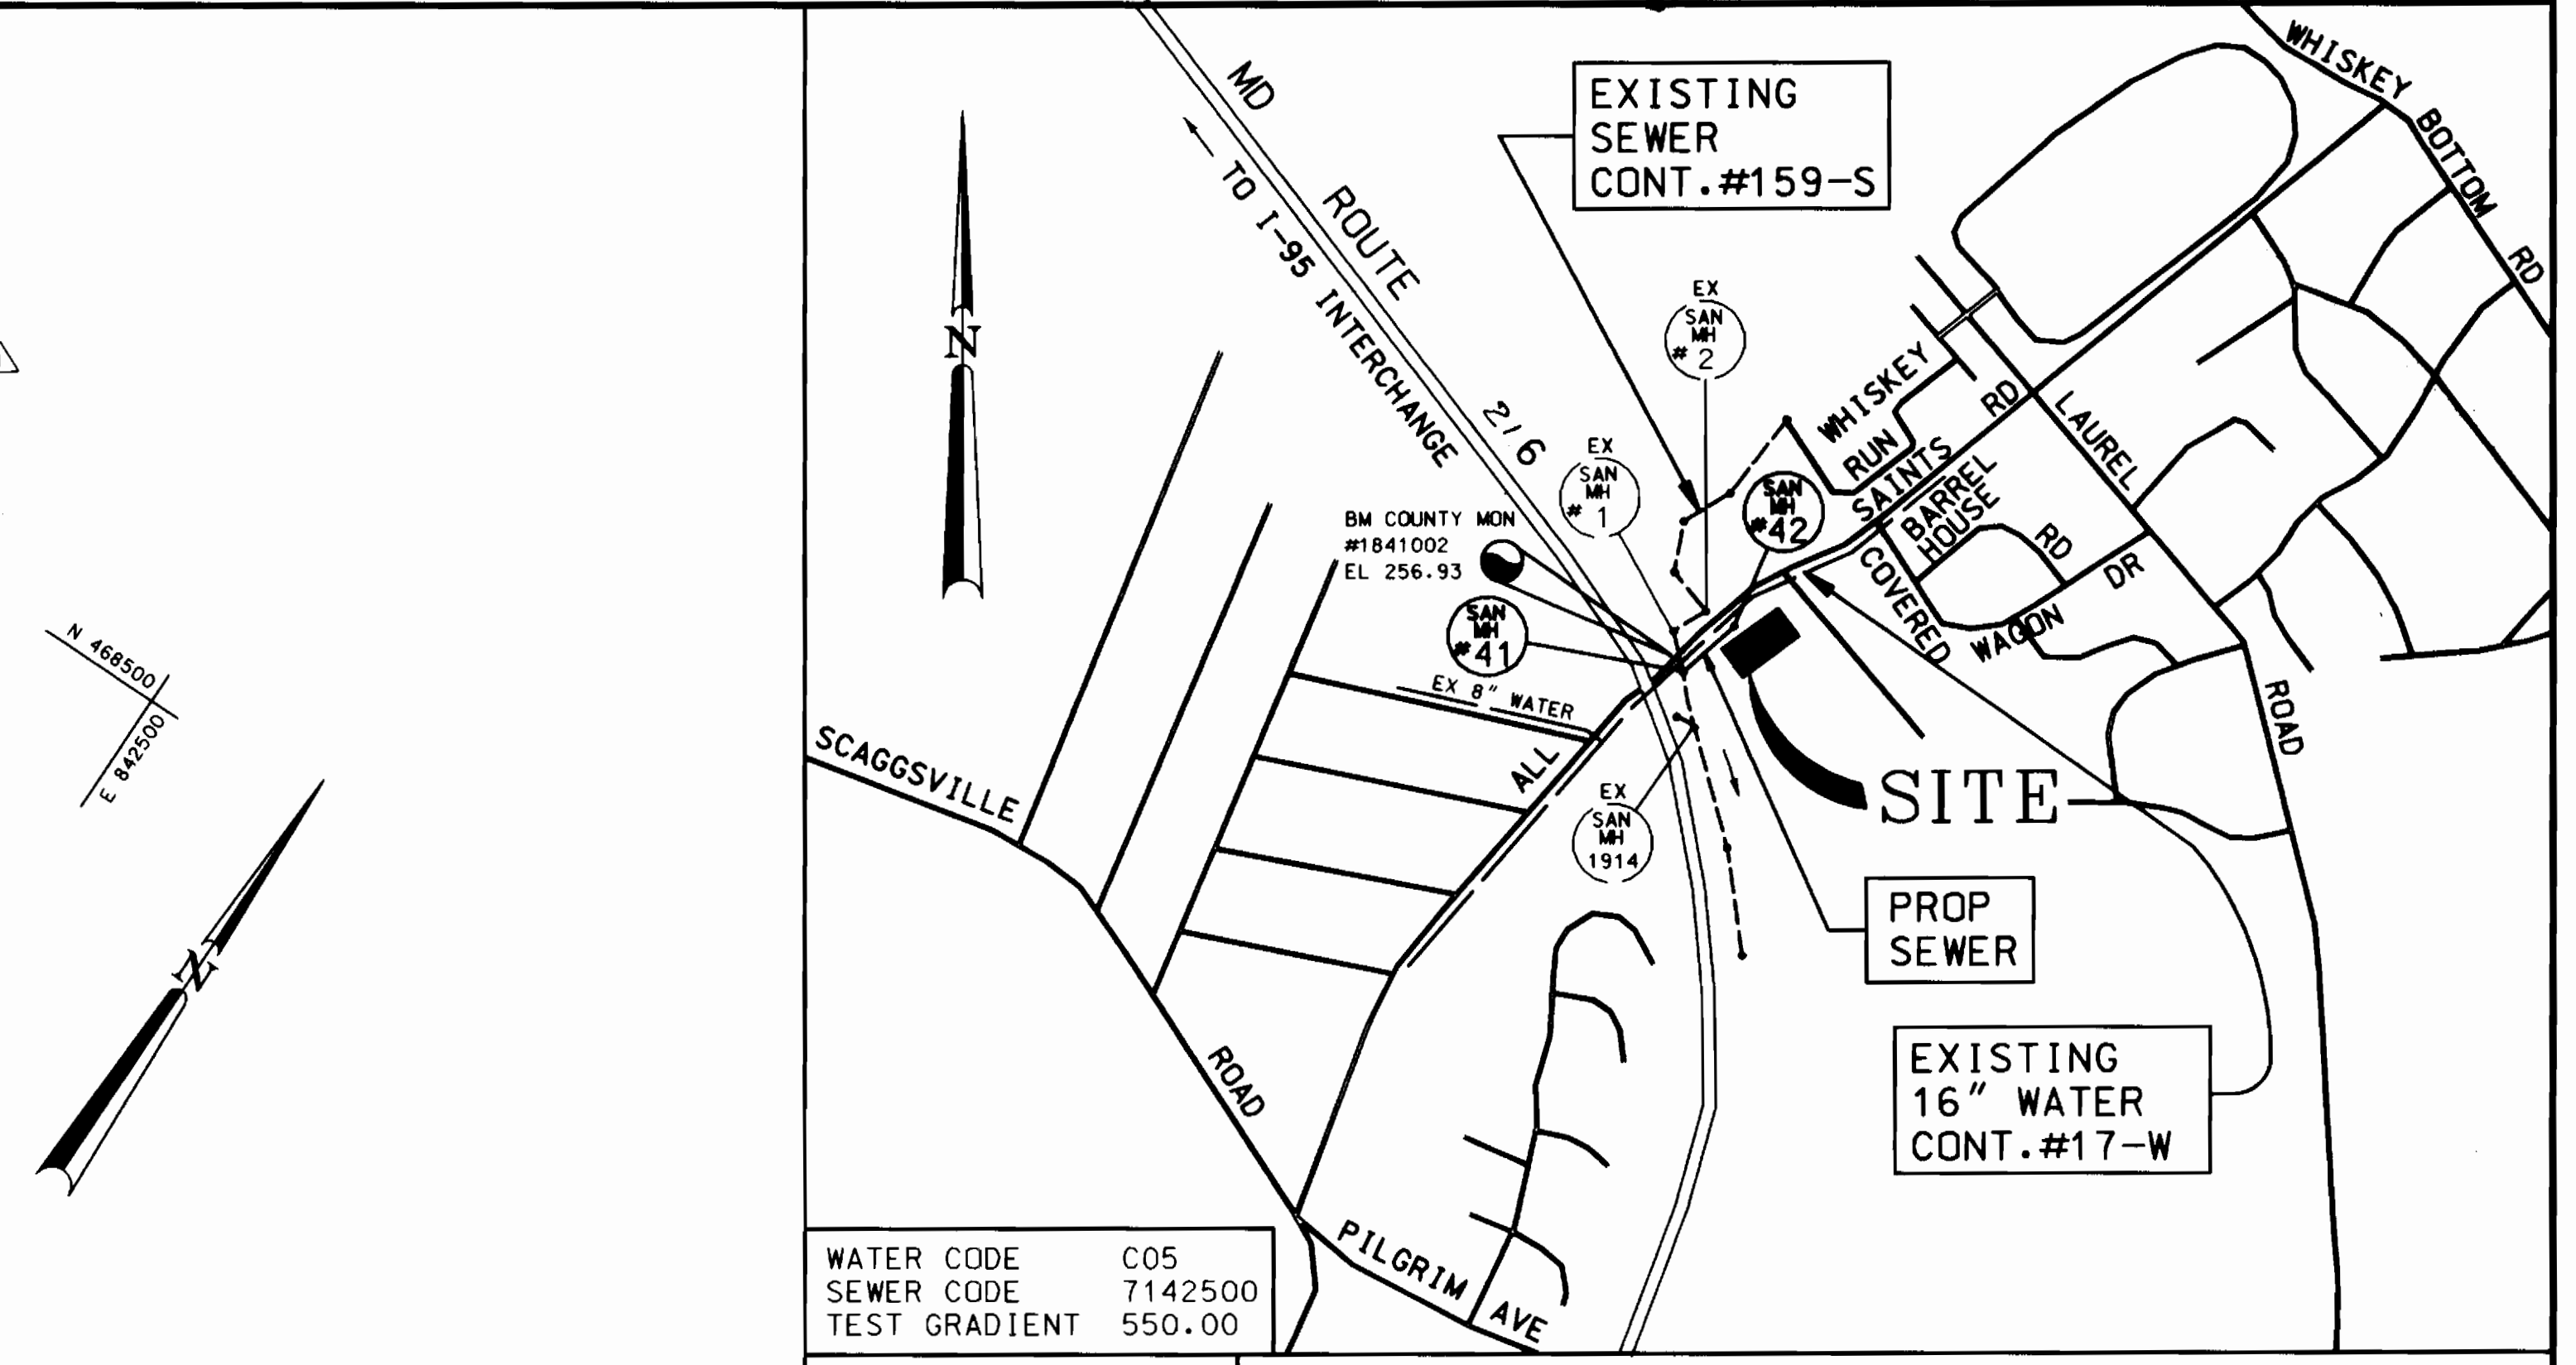 N 468500
E 842500
N
N
MD ROUTE 216
TO I-95 INTERCHANGE
EXISTING
SEWER
CONT.#159-S
WHISKEY BOTTOM RD
EX
SAN
MH
# 2
EX
SAN
MH
# 1
SAN
MH
#42
BM COUNTY MON
#1841002
EL 256.93
SAN
MH
#41
WHISKEY
RUN
ALL SAINTS RD
BARREL
HOUSE RD
COVERED WAGON DR
LAUREL ROAD
EX 8" WATER
SCAGGSVILLE ROAD
EX
SAN
MH
1914
SITE
PROP
SEWER
EXISTING
16" WATER
CONT.#17-W
PILGRIM AVE
WATER CODE C05
SEWER CODE 7142500
TEST GRADIENT 550.00